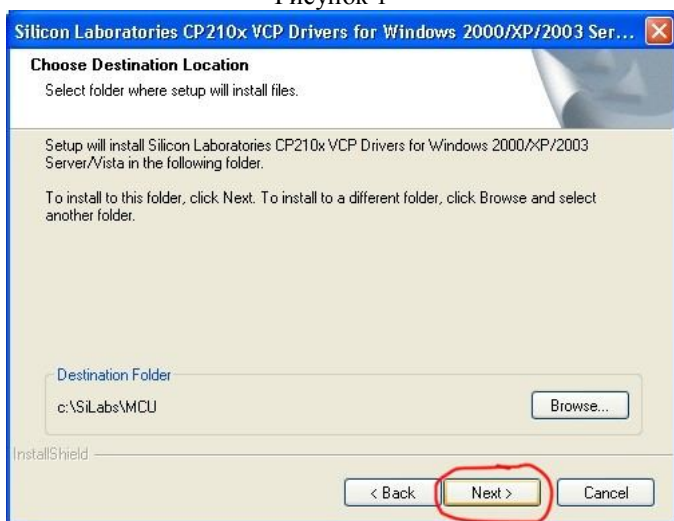 Рисунок 1
Silicon Laboratories CP210x VCP Drivers for Windows 2000/XP/2003 Ser...
Choose Destination Location
Select folder where setup will install files.
Setup will install Silicon Laboratories CP210x VCP Drivers for Windows 2000/XP/2003
Server/Vista in the following folder.
To install to this folder, click Next. To install to a different folder, click Browse and select
another folder.
Destination Folder
c:\SiLabs\MCU
Browse...
InstallShield
< Back
Next >
Cancel